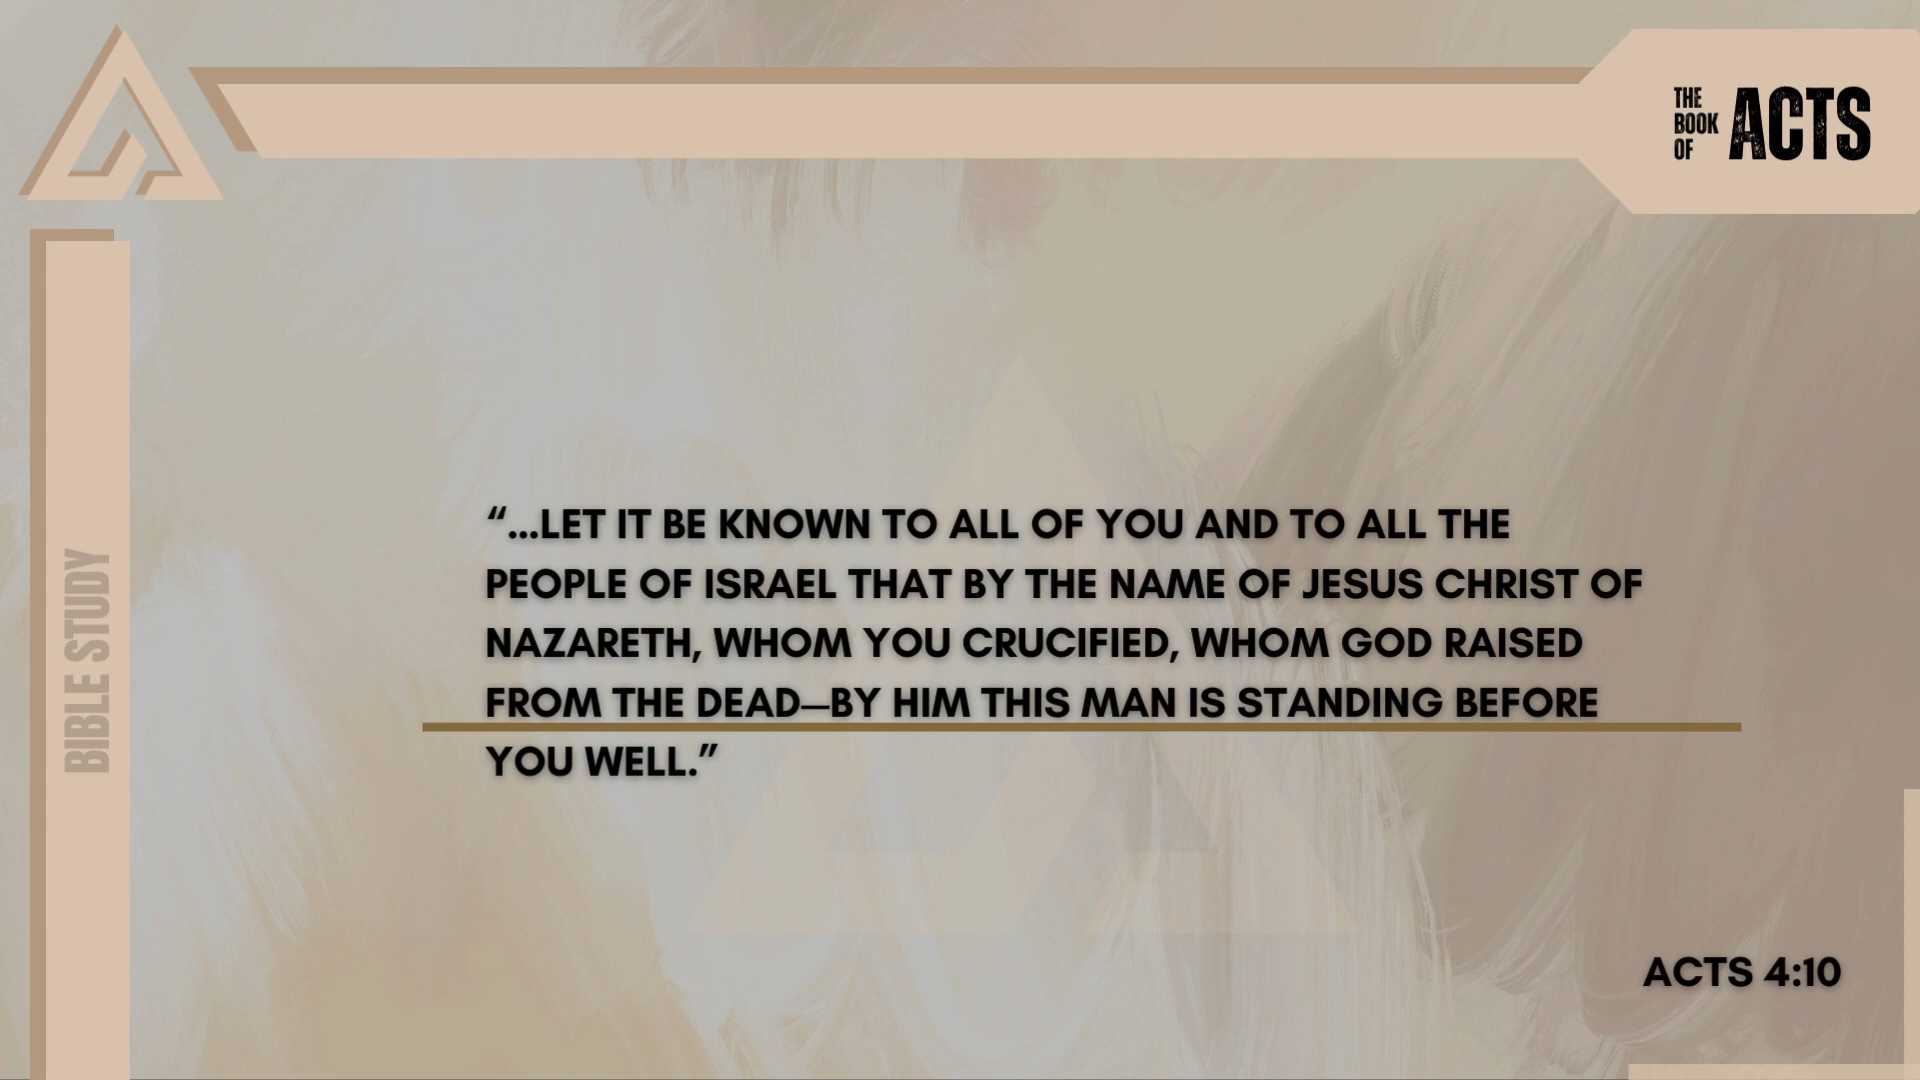 THE
BOOK
OF
ACTS
BIBLE STUDY
“...LET IT BE KNOWN TO ALL OF YOU AND TO ALL THE
PEOPLE OF ISRAEL THAT BY THE NAME OF JESUS CHRIST OF
NAZARETH, WHOM YOU CRUCIFIED, WHOM GOD RAISED
FROM THE DEAD—BY HIM THIS MAN IS STANDING BEFORE
YOU WELL.”
ACTS 4:10